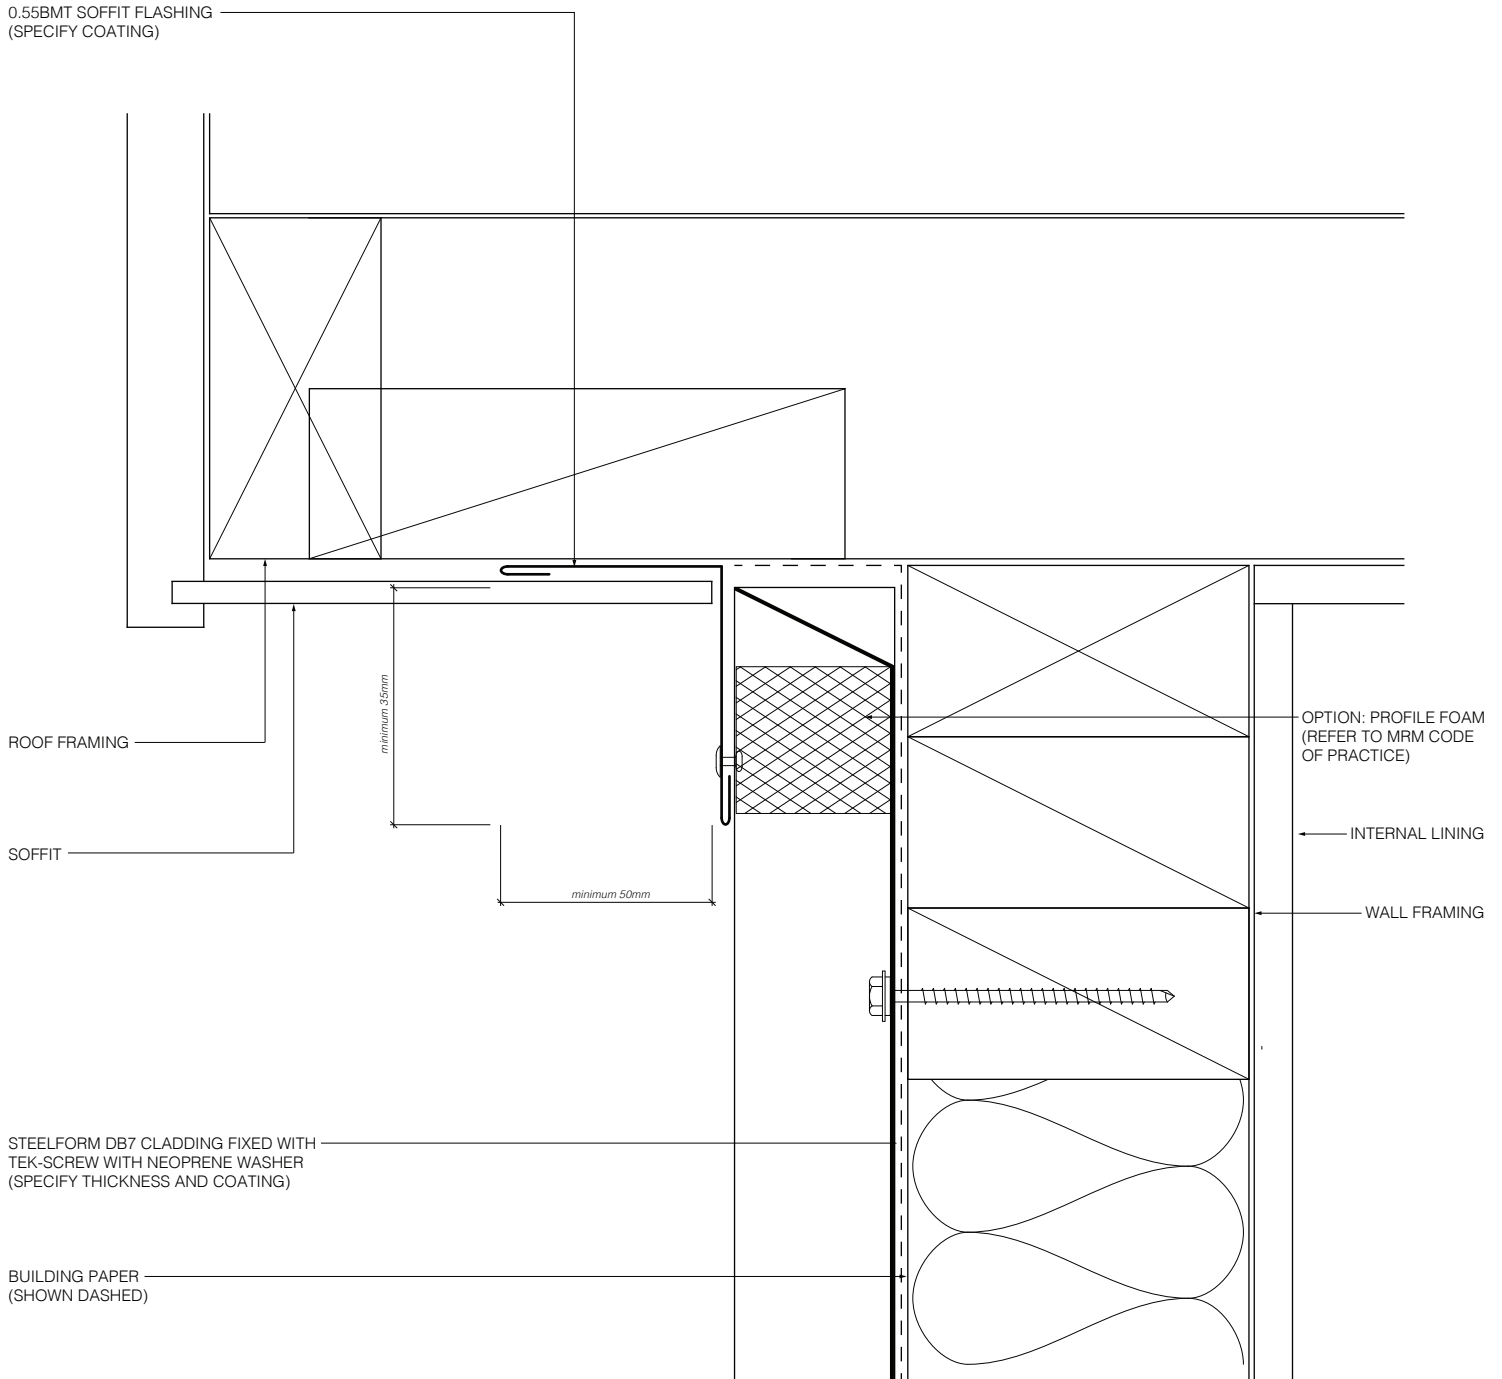 0.55BMT SOFFIT FLASHING
(SPECIFY COATING)
minimum 35mm
ROOF FRAMING
OPTION: PROFILE FOAM
(REFER TO MRM CODE
OF PRACTICE)
INTERNAL LINING
SOFFIT
minimum 50mm
WALL FRAMING
STEELFORM DB7 CLADDING FIXED WITH
TEK-SCREW WITH NEOPRENE WASHER
(SPECIFY THICKNESS AND COATING)
BUILDING PAPER
(SHOWN DASHED)